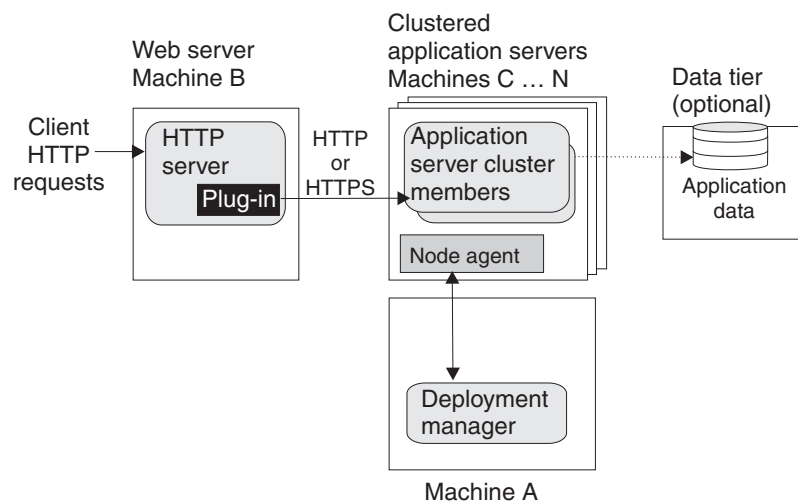 Web server
Machine B
Clustered
application servers
Machines C … N
Data tier
(optional)
Client
HTTP
requests
HTTP
server
Plug-in
HTTP
or
HTTPS
Application
server cluster
members
Node agent
Application
data
Deployment
manager
Machine A